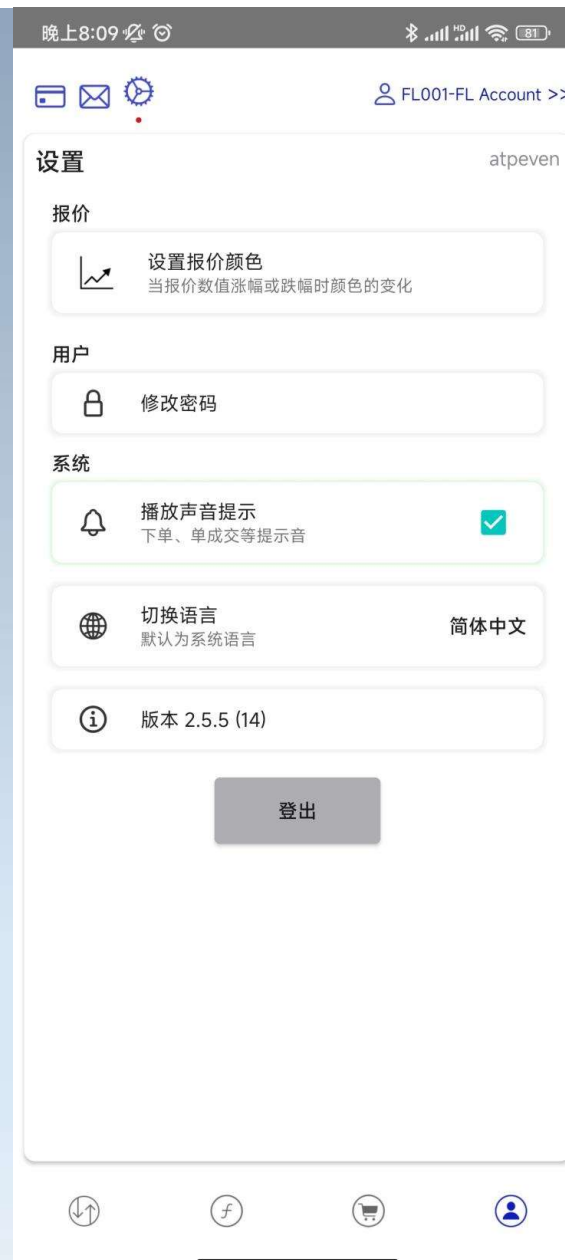 晚上8:09
HD
81
FL001-FL Account >>
设置
atpeven
报价
设置报价颜色
当报价数值涨幅或跌幅时颜色的变化
用户
修改密码
系统
播放声音提示
下单、单成交等提示音
切换语言
默认为系统语言
简体中文
版本 2.5.5 (14)
登出